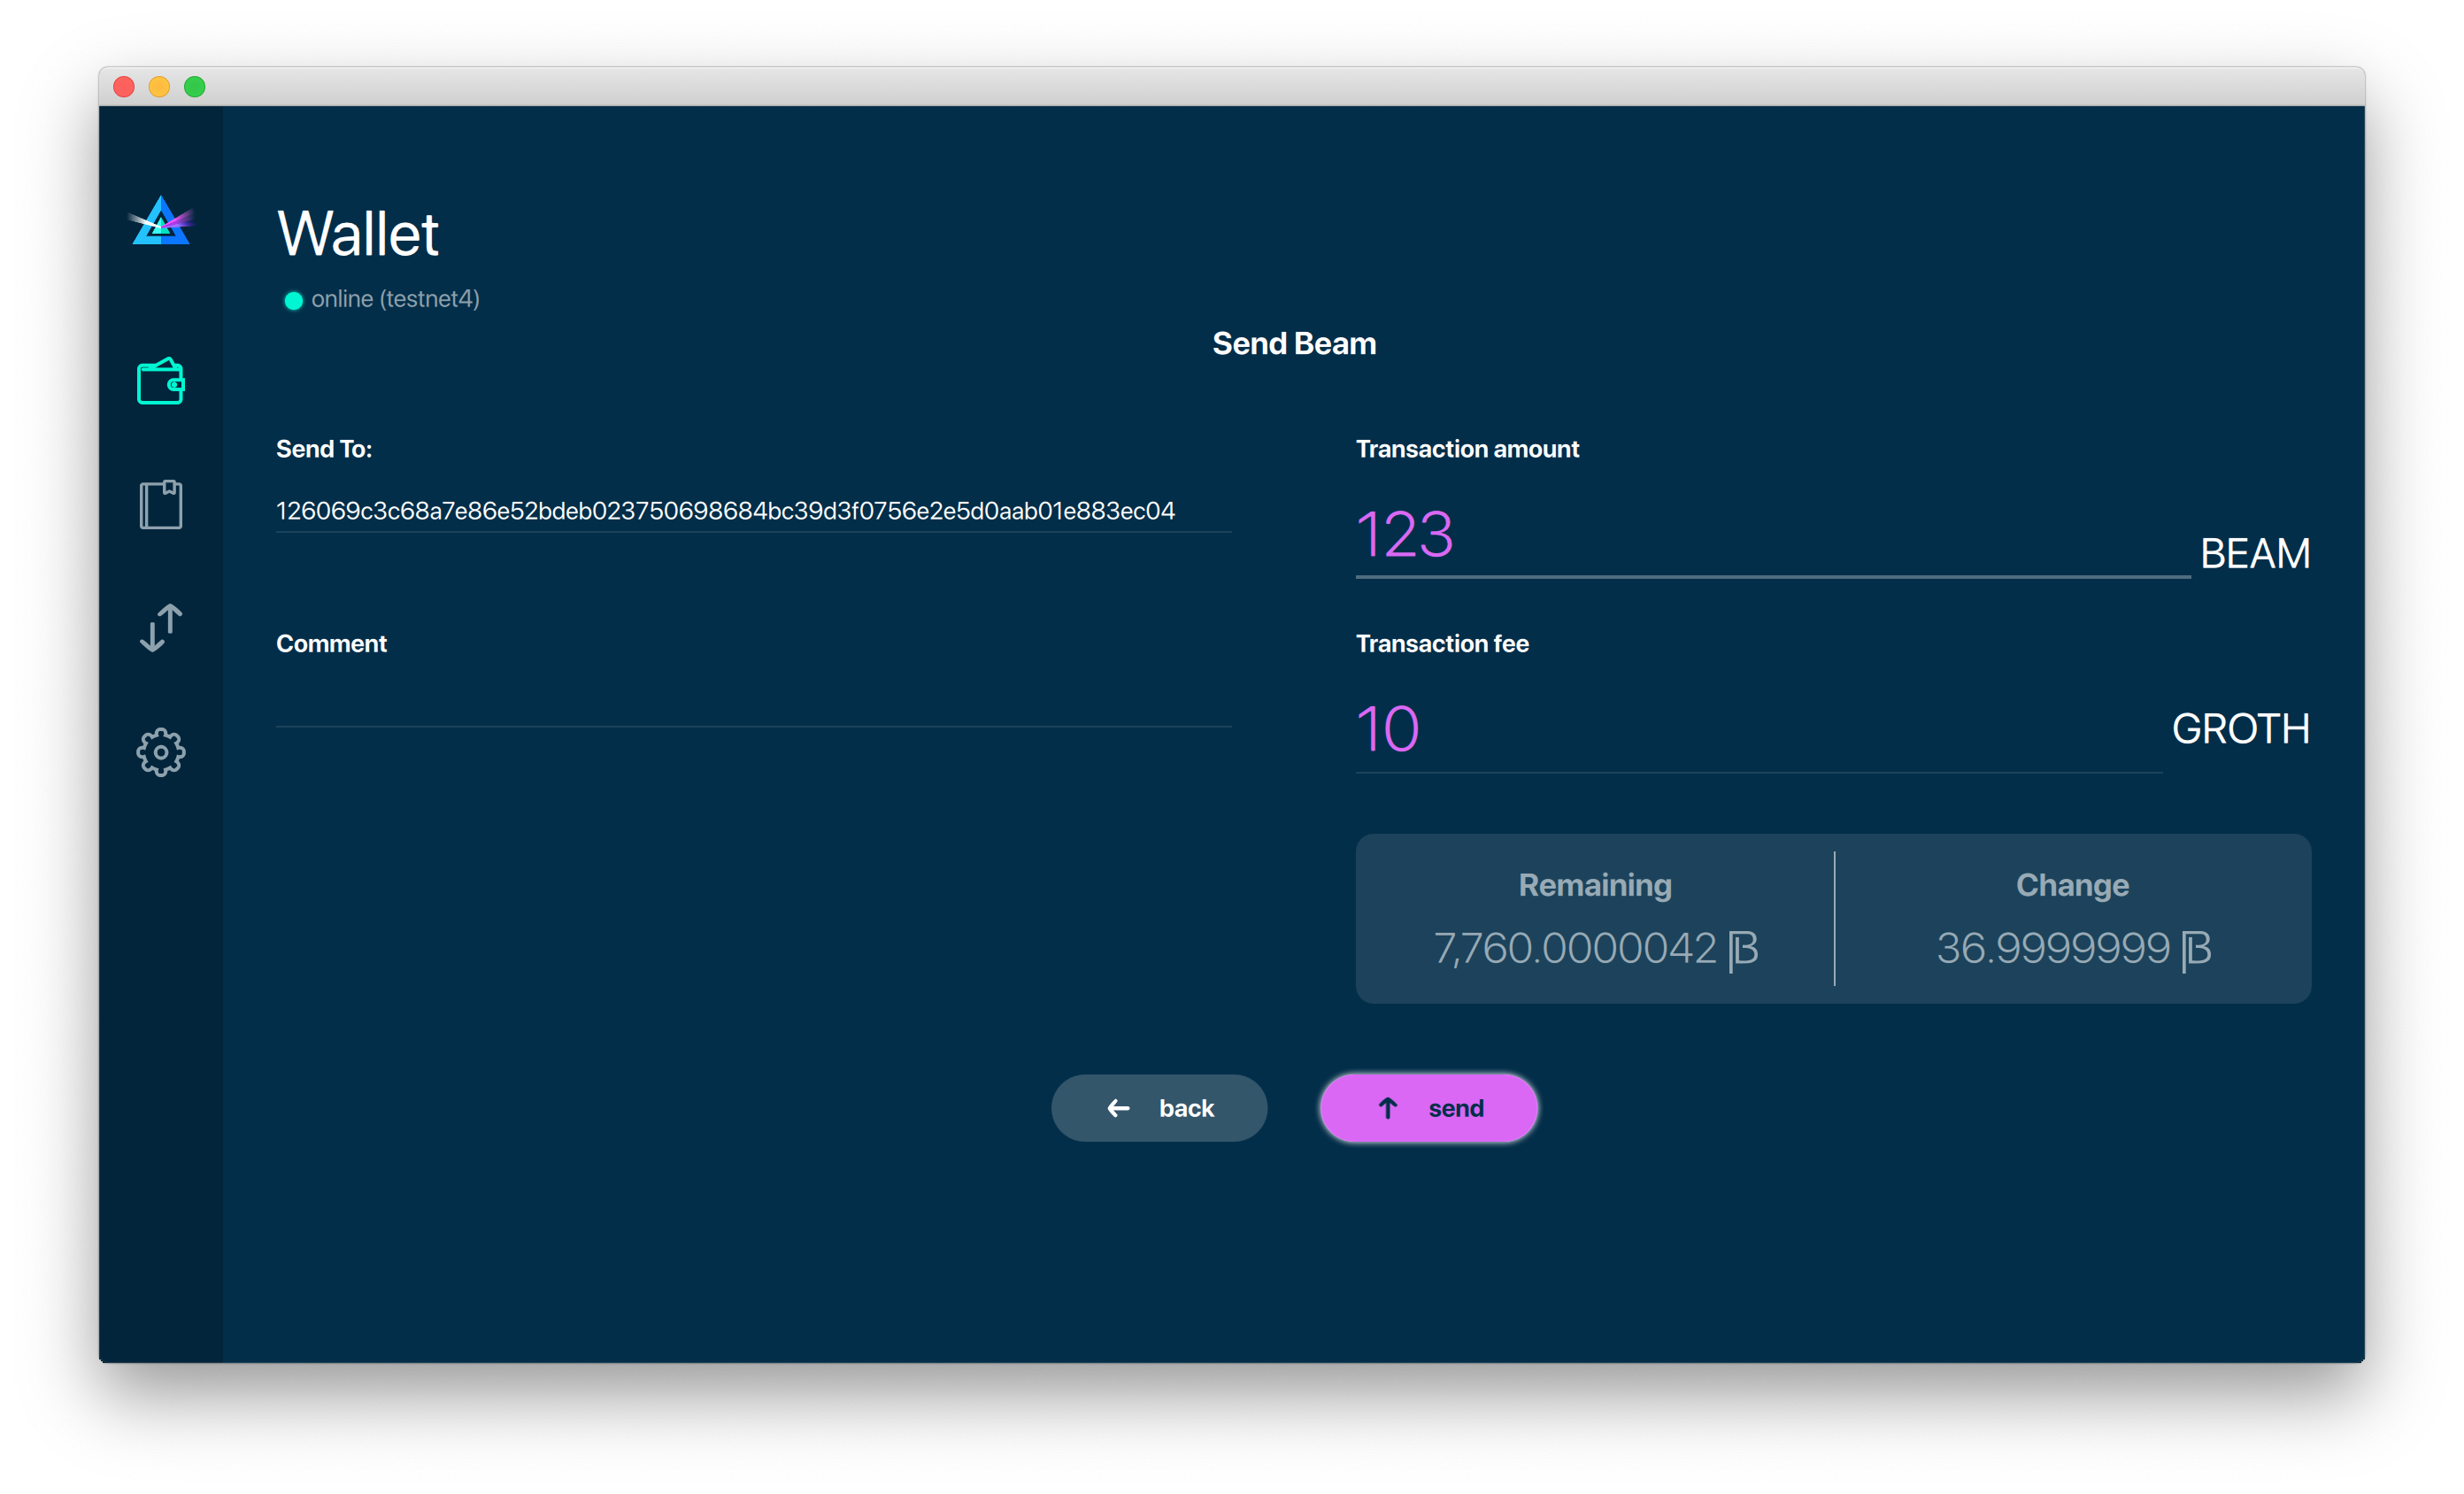 Wallet
online (testnet4)
Send Beam
Send To:
126069c3c68a7e86e52bdeb023750698684bc39d3f0756e2e5d0aab01e883ec04
Comment
Transaction amount
123 BEAM
Transaction fee
10 GROTH
Remaining
7,760.0000042
Change
36.9999999
back
send